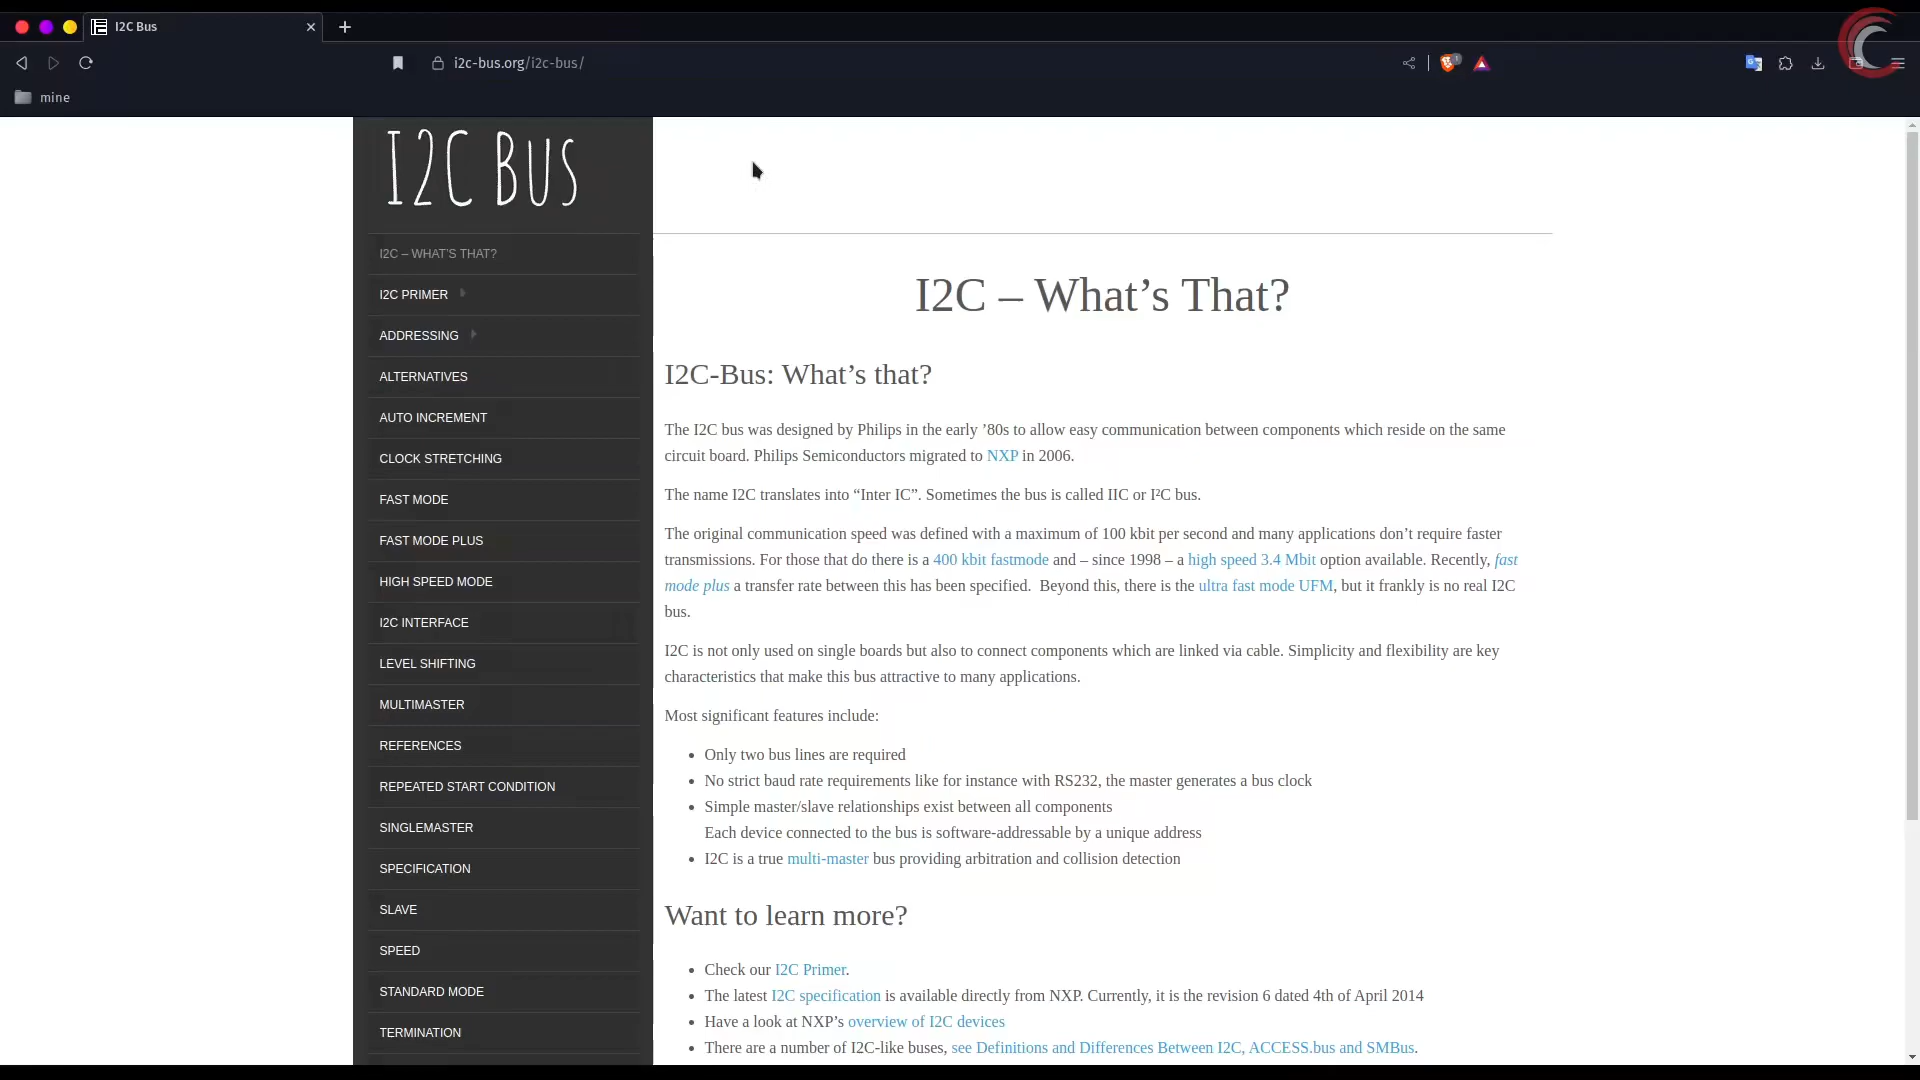 I2C Bus
i2c-bus.org/i2c-bus/
1
mine
I2C Bus
I2C – WHAT'S THAT?
I2C PRIMER
ADDRESSING
ALTERNATIVES
AUTO INCREMENT
CLOCK STRETCHING
FAST MODE
FAST MODE PLUS
HIGH SPEED MODE
I2C INTERFACE
LEVEL SHIFTING
MULTIMASTER
REFERENCES
REPEATED START CONDITION
SINGLEMASTER
SPECIFICATION
SLAVE
SPEED
STANDARD MODE
TERMINATION
I2C – What’s That?
I2C-Bus: What’s that?
The I2C bus was designed by Philips in the early ’80s to allow easy communication between components which reside on the same
circuit board. Philips Semiconductors migrated to NXP in 2006.
The name I2C translates into “Inter IC”. Sometimes the bus is called IIC or I²C bus.
The original communication speed was defined with a maximum of 100 kbit per second and many applications don’t require faster
transmissions. For those that do there is a 400 kbit fastmode and – since 1998 – a high speed 3.4 Mbit option available. Recently, fast
mode plus a transfer rate between this has been specified.  Beyond this, there is the ultra fast mode UFM, but it frankly is no real I2C
bus.
I2C is not only used on single boards but also to connect components which are linked via cable. Simplicity and flexibility are key
characteristics that make this bus attractive to many applications.
Most significant features include:
• Only two bus lines are required
• No strict baud rate requirements like for instance with RS232, the master generates a bus clock
• Simple master/slave relationships exist between all components
Each device connected to the bus is software-addressable by a unique address
• I2C is a true multi-master bus providing arbitration and collision detection
Want to learn more?
• Check our I2C Primer.
• The latest I2C specification is available directly from NXP. Currently, it is the revision 6 dated 4th of April 2014
• Have a look at NXP’s overview of I2C devices
• There are a number of I2C-like buses, see Definitions and Differences Between I2C, ACCESS.bus and SMBus.